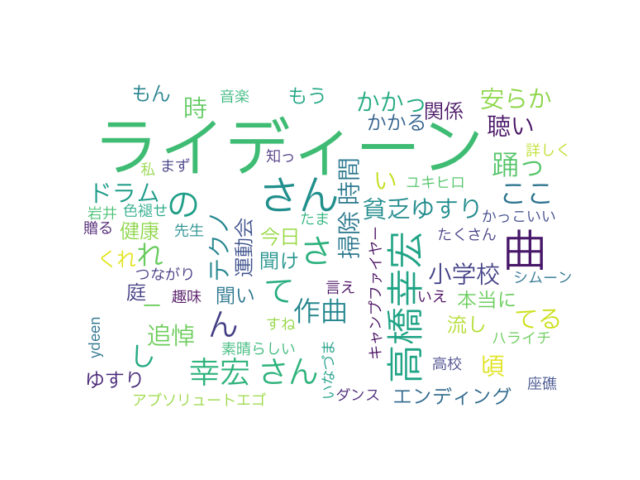 もん
音楽
もう
時
かかっ
関係
安らか
かかる
聴い
ライディーン
知っ
詳しく
私
まず
踊っ
さん
時間
い
ユキヒロ
ここ
ドラム
の
貧乏ゆすり
かっこいい
岩井
色褪せ
たま
掃除
贈る
健康
先生
テクノ
運動会
今日
さ
たくさん
曲
くれ
れ
聞け
高橋幸宏
キャンプファイヤー
つながり
て
小学校
シムーン
庭
ー
趣味
聞い
言え
いえ
本当に
ん
作曲
てる
追悼
すね
流し
ハライチ
ydeen
し
素晴らしい
いなづま
高校
頃
ゆすり
幸宏 さん
座礁
アブソリュートエゴ
ダンス
エンディング